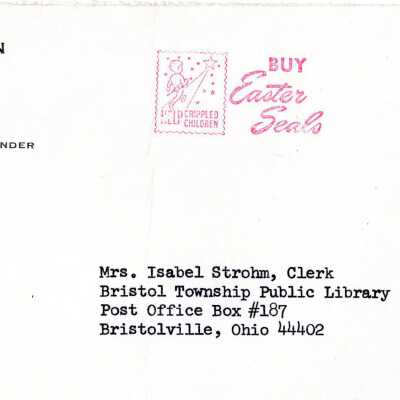 N
BUY
Easter
Seals
HELP CRIPPLED
CHILDREN
NDER
Mrs. Isabel Strohm, Clerk
Bristol Township Public Library
Post Office Box #187
Bristolville, Ohio 44402